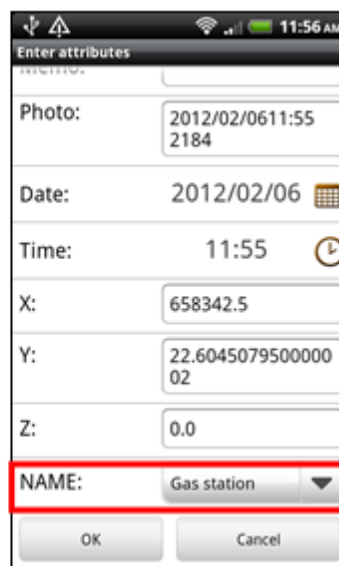 11:56 AM
Enter attributes
Memo:
Photo:
2012/02/0611:55
2184
Date:
2012/02/06
Time:
11:55
X:
658342.5
Y:
22.6045079500000
02
Z:
0.0
NAME:
Gas station
OK
Cancel